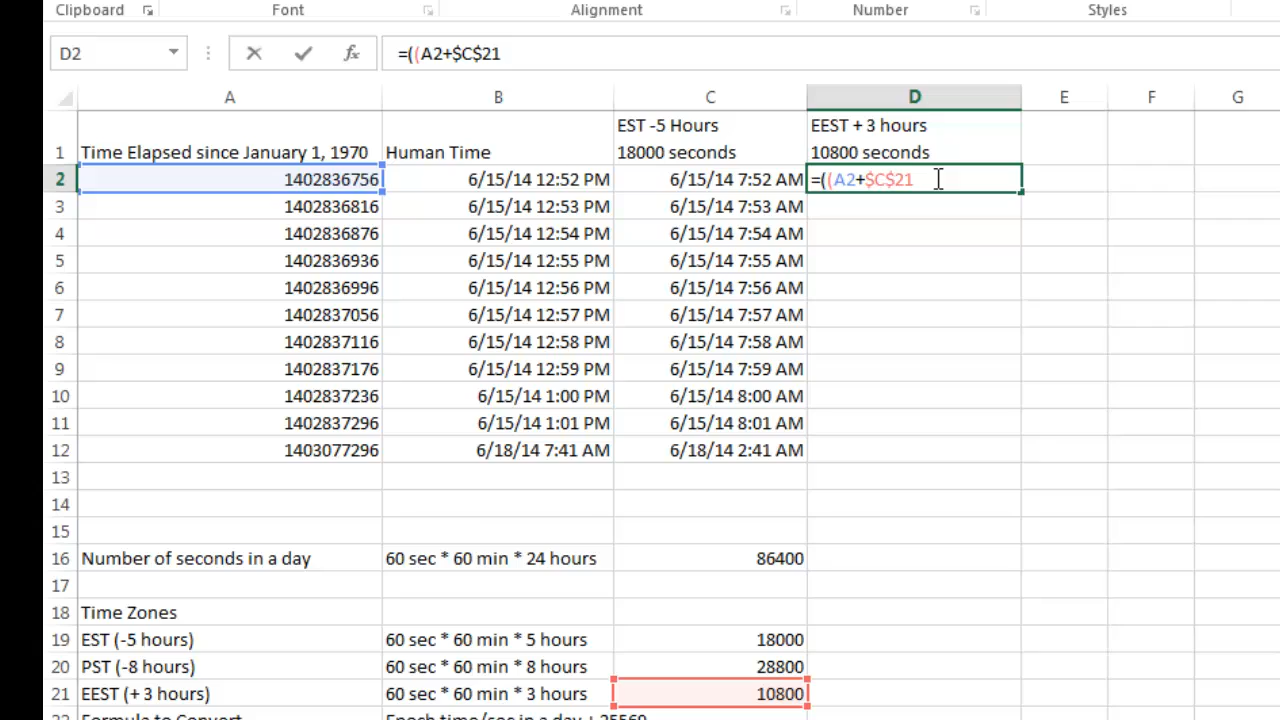 Clipboard Font Alignment Number Styles
D2 fx =((A2+$C$21
A B C D E F G
EST -5 Hours EEST + 3 hours
1 Time Elapsed since January 1, 1970 Human Time 18000 seconds 10800 seconds
2 1402836756 6/15/14 12:52 PM 6/15/14 7:52 AM =((A2+$C$21
3 1402836816 6/15/14 12:53 PM 6/15/14 7:53 AM
4 1402836876 6/15/14 12:54 PM 6/15/14 7:54 AM
5 1402836936 6/15/14 12:55 PM 6/15/14 7:55 AM
6 1402836996 6/15/14 12:56 PM 6/15/14 7:56 AM
7 1402837056 6/15/14 12:57 PM 6/15/14 7:57 AM
8 1402837116 6/15/14 12:58 PM 6/15/14 7:58 AM
9 1402837176 6/15/14 12:59 PM 6/15/14 7:59 AM
10 1402837236 6/15/14 1:00 PM 6/15/14 8:00 AM
11 1402837296 6/15/14 1:01 PM 6/15/14 8:01 AM
12 1403077296 6/18/14 7:41 AM 6/18/14 2:41 AM
13
14
15
16 Number of seconds in a day 60 sec * 60 min * 24 hours 86400
17
18 Time Zones
19 EST (-5 hours) 60 sec * 60 min * 5 hours 18000
20 PST (-8 hours) 60 sec * 60 min * 8 hours 28800
21 EEST (+ 3 hours) 60 sec * 60 min * 3 hours 10800
22 Formula to Convert Epoch time/sec in a day + 25569